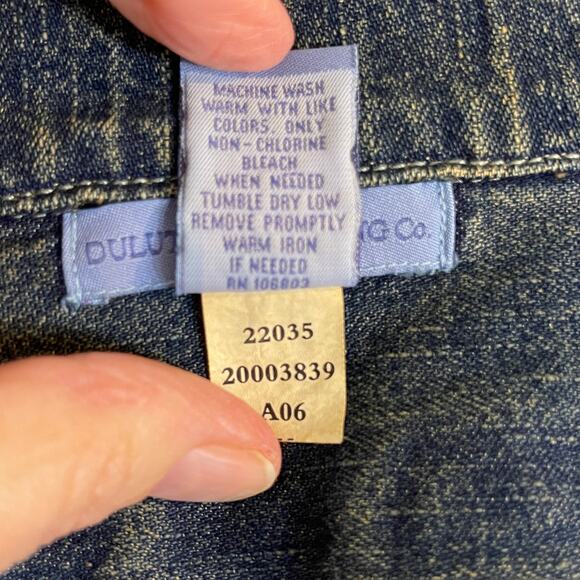 MACHINE WASH
WARM WITH LIKE
COLORS. ONLY
NON-CHLORINE
BLEACH
WHEN NEEDED
TUMBLE DRY LOW
REMOVE PROMPTLY
WARM IRON
IF NEEDED
RN 106803
DULUT NG Co.
22035
20003839
A06